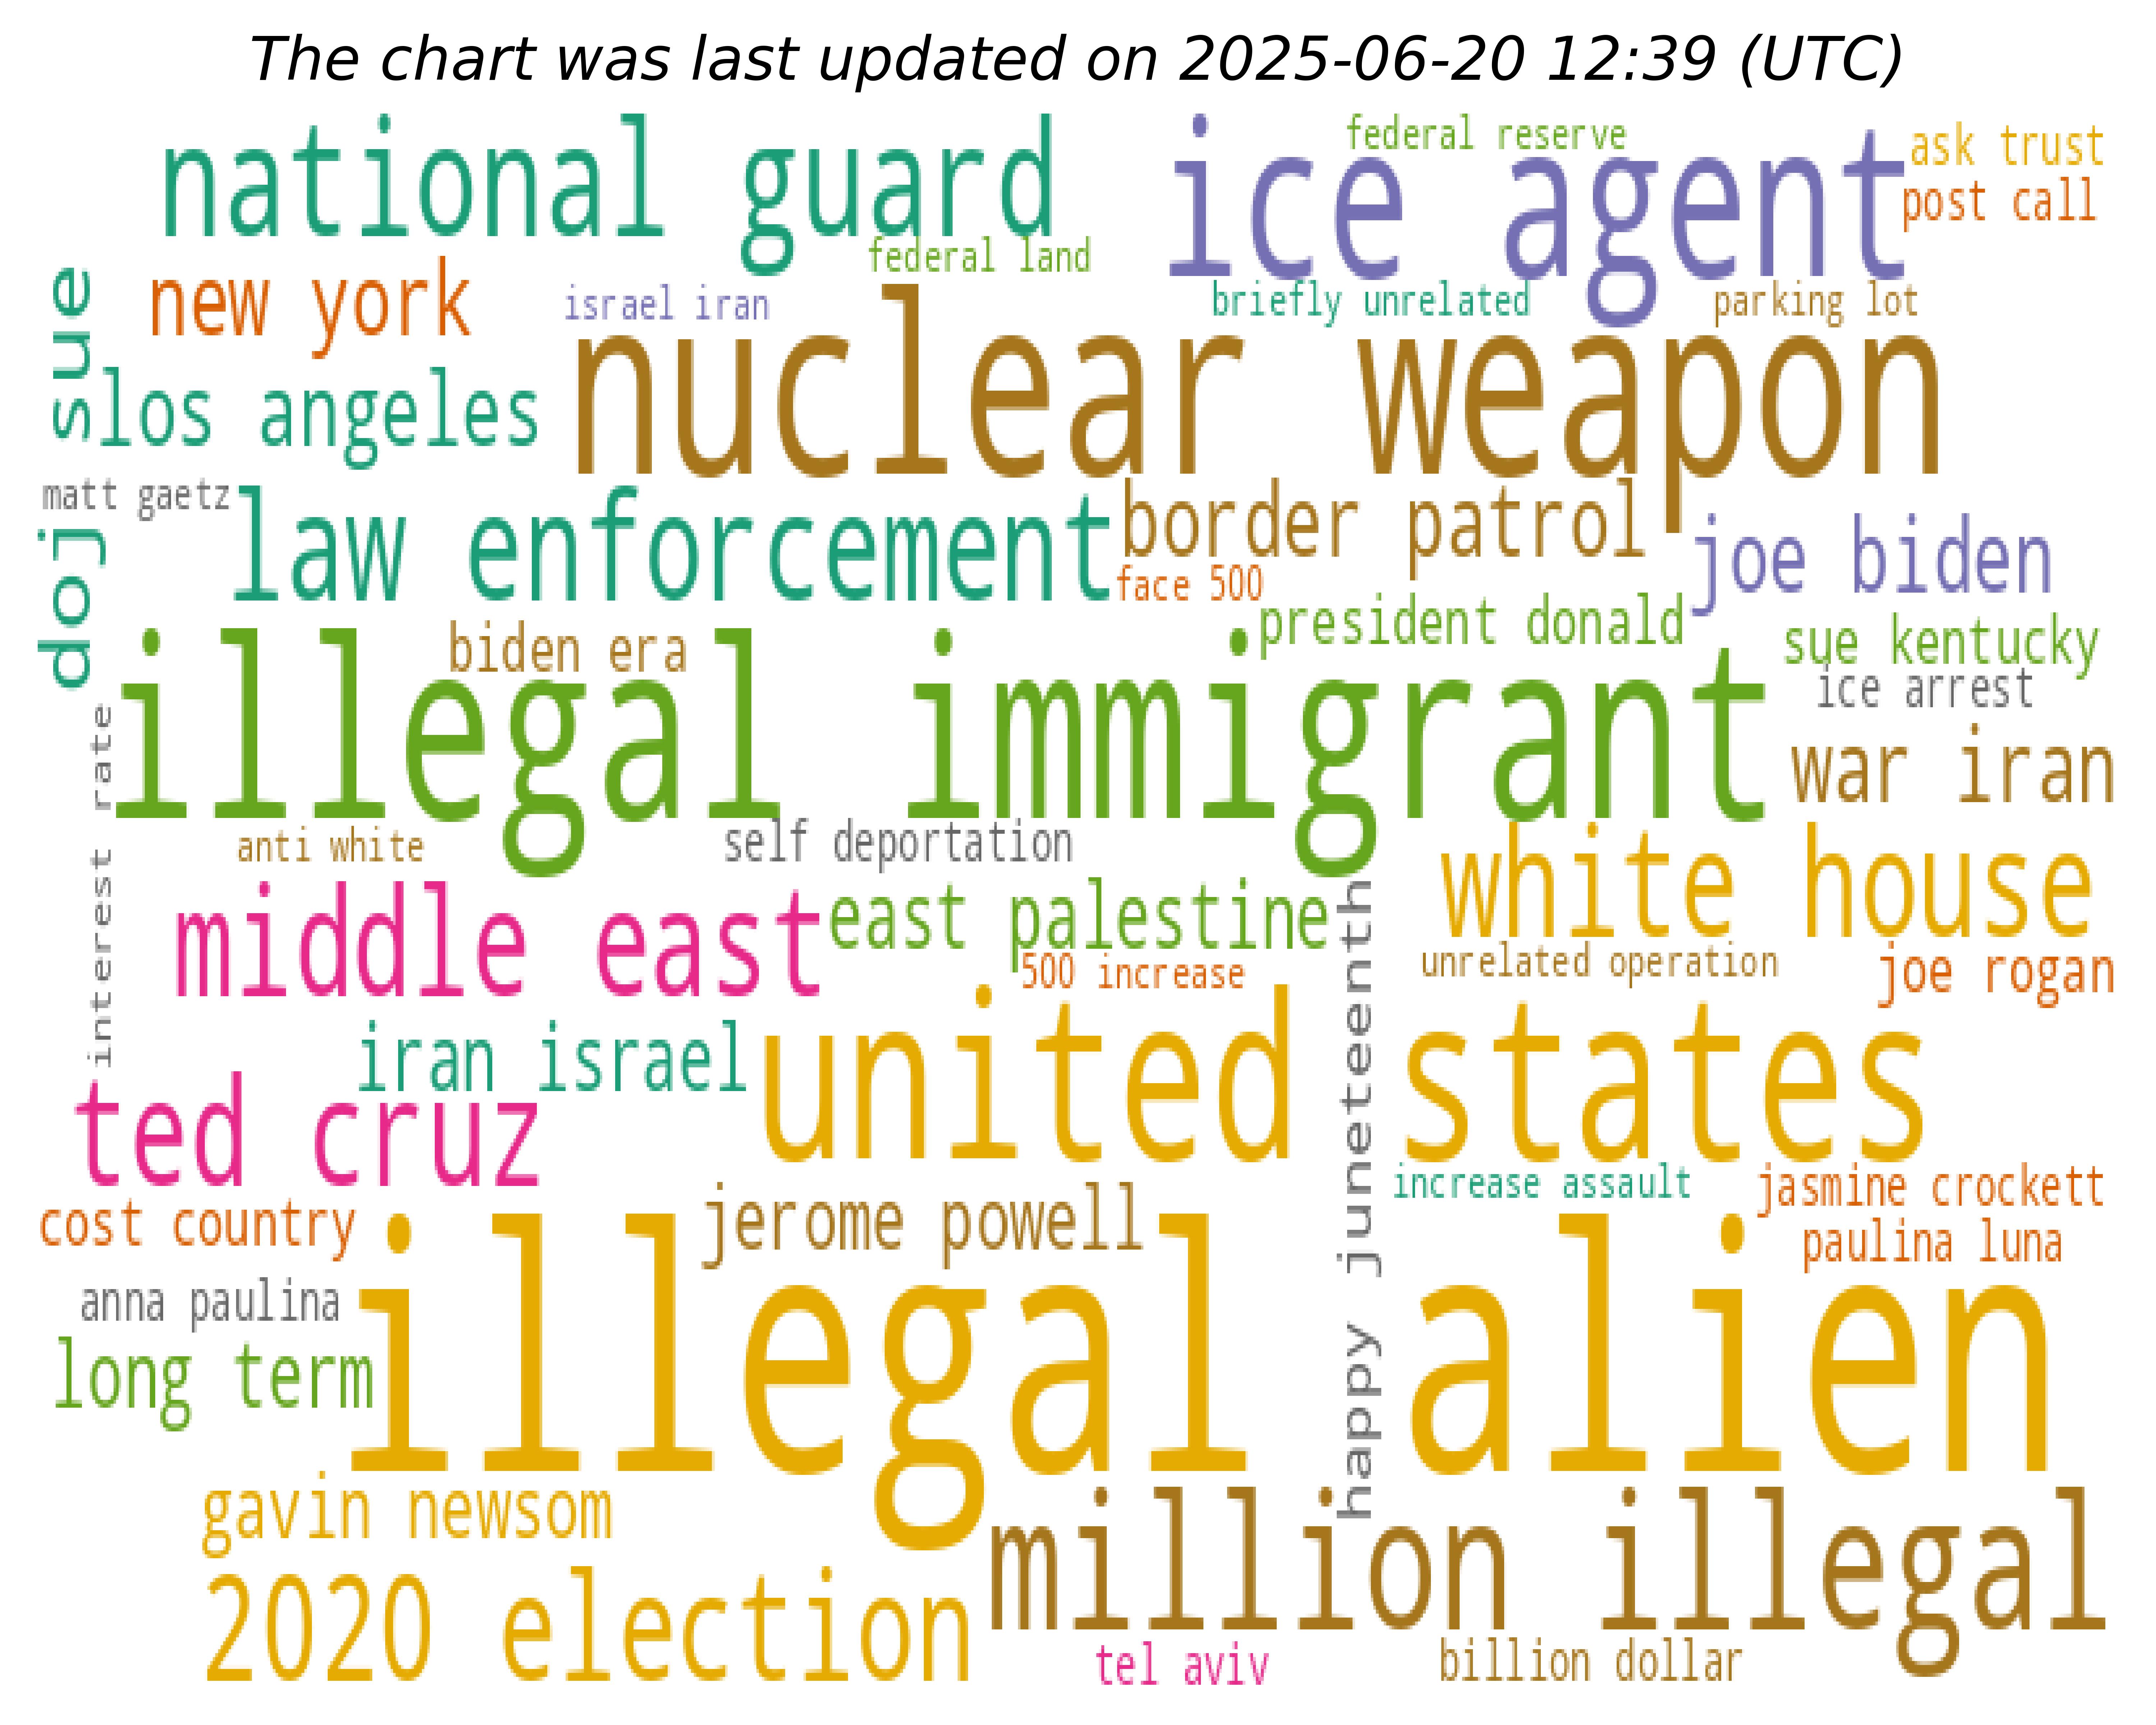 The chart was last updated on 2025-06-20 12:39 (UTC)
national guard
ice agent
federal reserve
ask trust
post call
federal land
sue
new york
israel iran
briefly unrelated
parking lot
los angeles
nuclear weapon
matt gaetz
law enforcement
border patrol
joe biden
doj
face 500
biden era
president donald
sue kentucky
illegal immigrant
ice arrest
war iran
interest rate
anti white
self deportation
white house
middle east
east palestine
500 increase
unrelated operation
joe rogan
iran israel
united states
ted cruz
happy juneteenth
increase assault
jasmine crockett
cost country
jerome powell
paulina luna
anna paulina
illegal alien
long term
gavin newsom
million illegal
2020 election
tel aviv
billion dollar